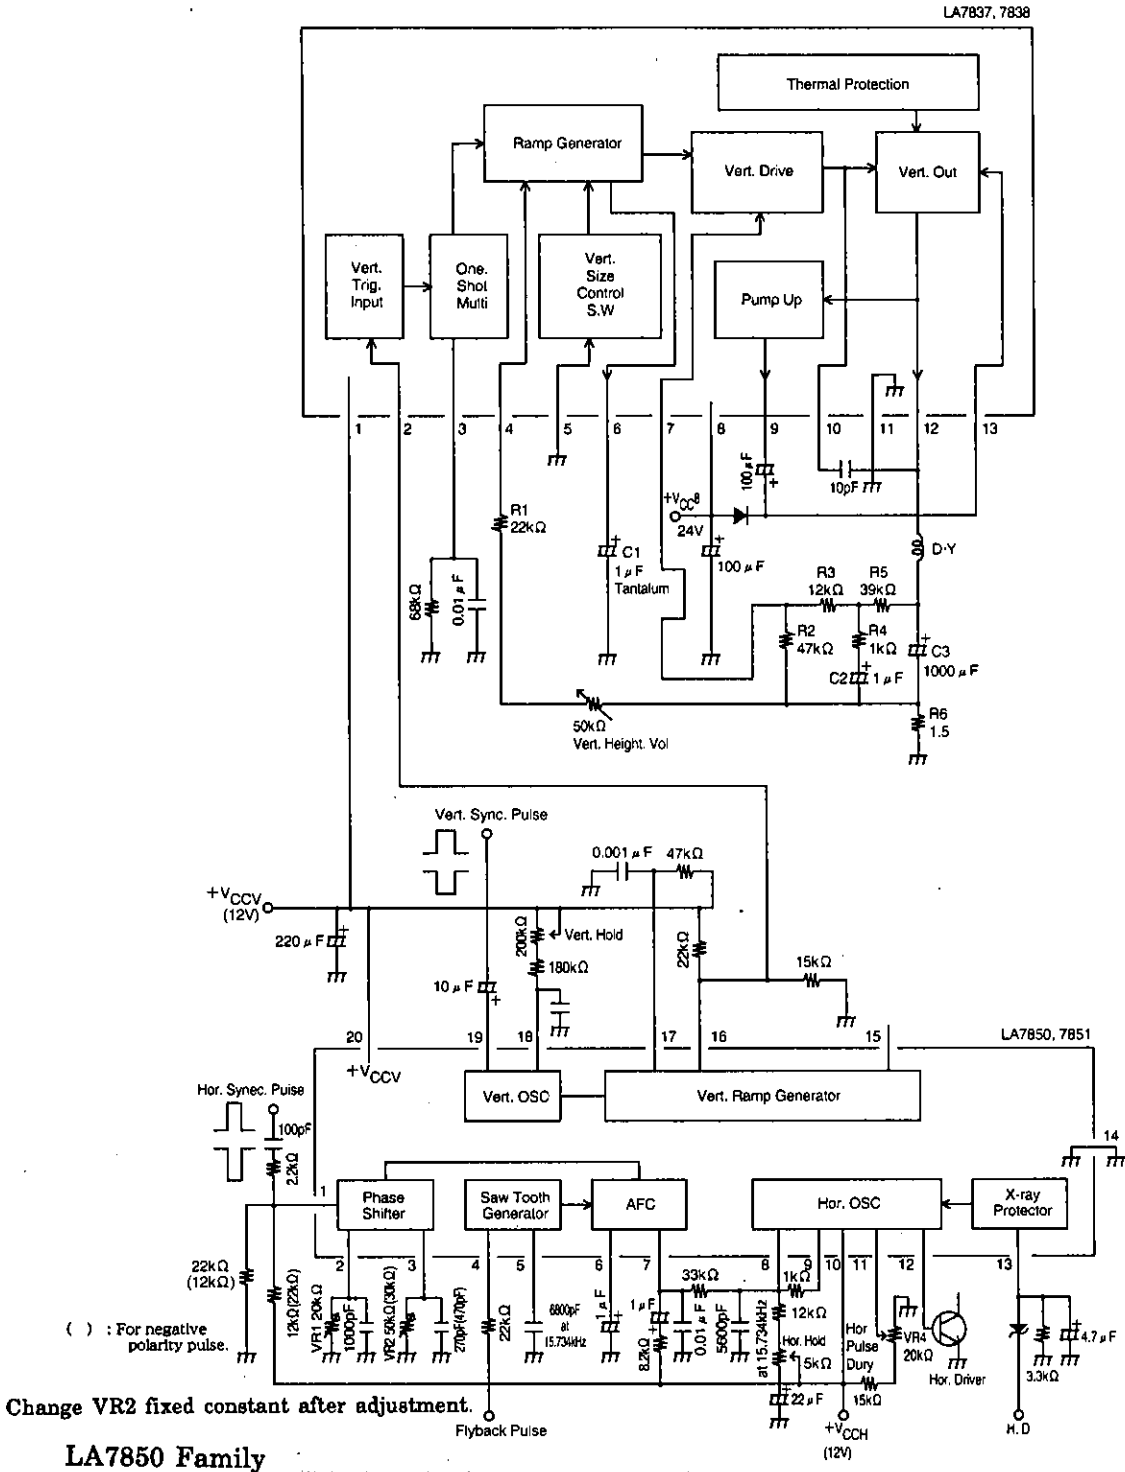 LA7837, 7838
Thermal Protection
Ramp Generator
Vert. Drive
Vert. Out
Vert.
Trig.
Input
One.
Shot
Multi
Vert.
Size
Control
S.W
Pump Up
1
2
3
4
5
6
7
8
9
10
11
12
13
100μF
+
10pF
+VCC8
24V
R1
22kΩ
+
C1
1μF
Tantalum
+
100μF
D·Y
68kΩ
0.01μF
R3
12kΩ
R5
39kΩ
R2
47kΩ
R4
1kΩ
+
C3
1000μF
C2
+
1μF
50kΩ
Vert. Height. Vol
R6
1.5
Vert. Sync. Pulse
0.001μF
47kΩ
+VCCV
(12V)
220μF
+
200kΩ
Vert. Hold
180kΩ
22kΩ
15kΩ
10μF
+
20
19
18
17
16
15
LA7850, 7851
+VCCV
Vert. OSC
Vert. Ramp Generator
Hor. Synec. Pulse
100pF
2.2kΩ
14
1
Phase
Shifter
Saw Tooth
Generator
AFC
Hor. OSC
X-ray
Protector
2
3
4
5
6
7
8
9
10
11
12
13
22kΩ
(12kΩ)
12kΩ(22kΩ)
VR1 20kΩ
1000pF
VR2 50kΩ(30kΩ)
270pF(470pF)
22kΩ
6800pF
at
15.734kHz
1μF
+
1μF
+
8.2kΩ
33kΩ
0.01μF
5600pF
at 15.734kHz
1kΩ
12kΩ
Hor. Hold
5kΩ
+
22μF
Hor
Pulse
Dury
VR4
20kΩ
15kΩ
Hor. Driver
3.3kΩ
+
4.7μF
( ) : For negative
polarity pulse.
Change VR2 fixed constant after adjustment.
Flyback Pulse
+VCCH
(12V)
H.D
LA7850 Family